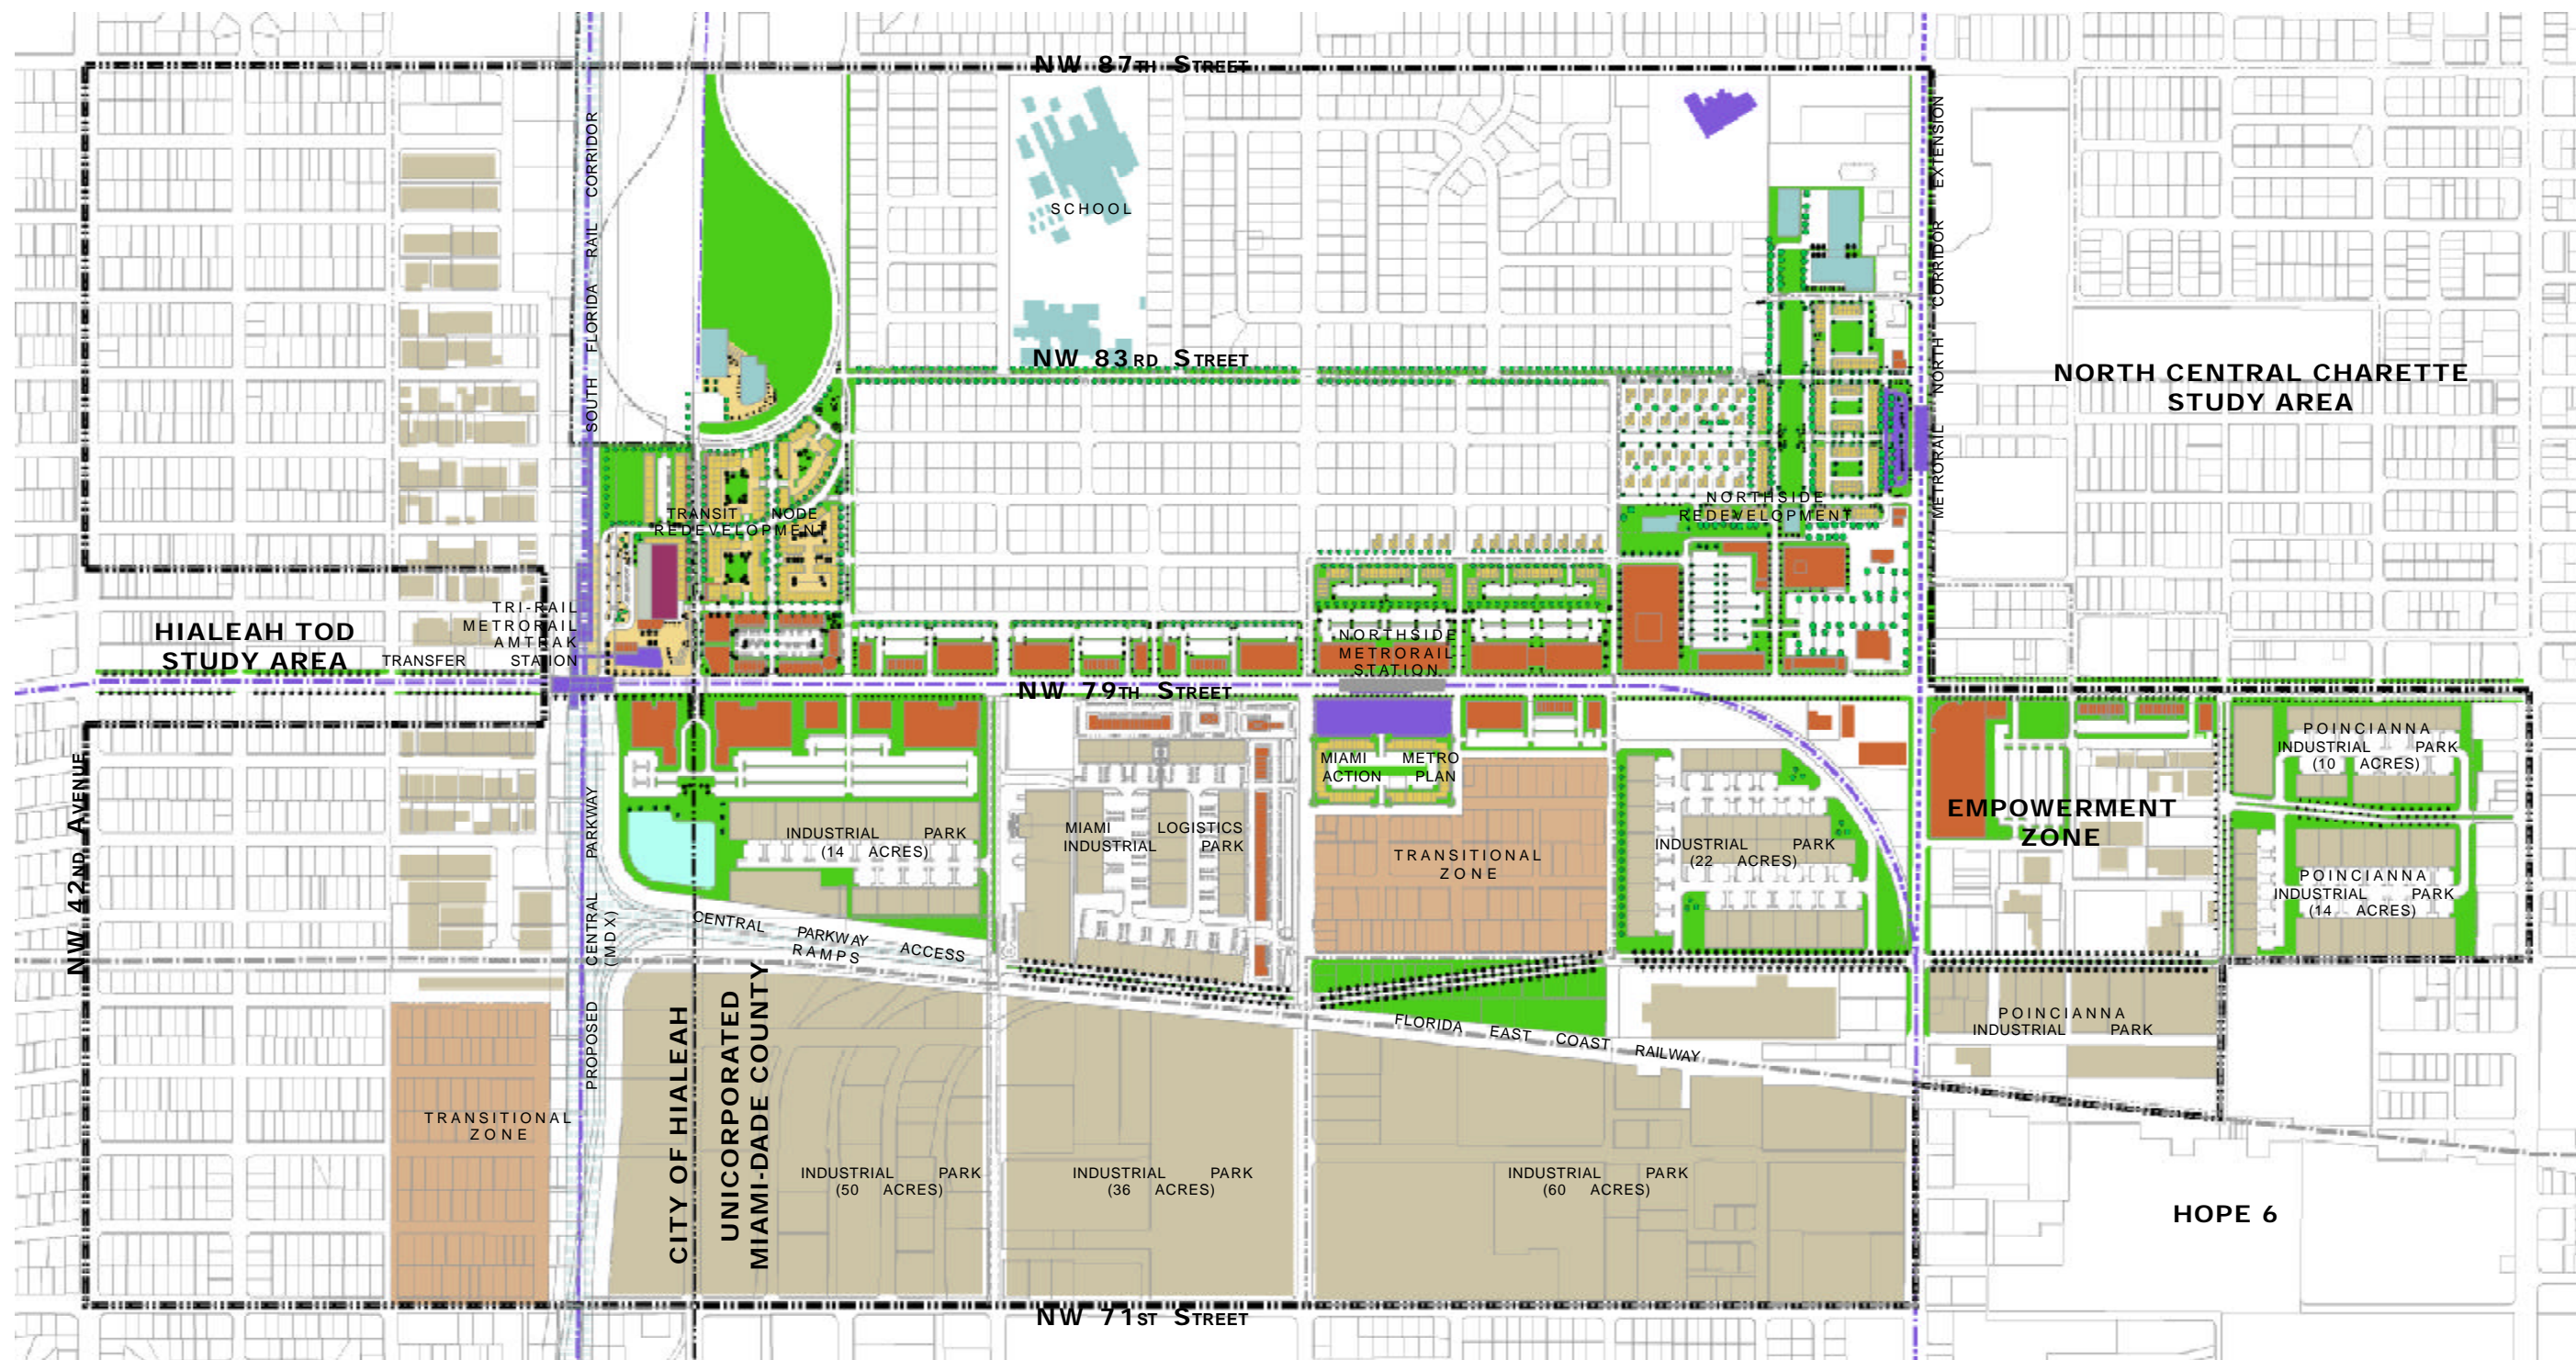 NW 87TH STREET
SOUTH FLORIDA RAIL CORRIDOR
METRORAIL NORTH CORRIDOR EXTENSION
SCHOOL
NW 83RD STREET
NORTH CENTRAL CHARETTE
STUDY AREA
TRANSIT NODE
REDEVELOPMENT
NORTHSIDE
REDEVELOPMENT
HIALEAH TOD
STUDY AREA
TRI-RAIL
METRORAIL
AMTRAK
TRANSFER STATION
NORTHSIDE
METRORAIL
STATION
NW 79TH STREET
NW 42ND AVENUE
MIAMI METRO
ACTION PLAN
POINCIANNA
INDUSTRIAL PARK
(10 ACRES)
EMPOWERMENT
ZONE
INDUSTRIAL PARK
(14 ACRES)
MIAMI LOGISTICS
INDUSTRIAL PARK
TRANSITIONAL
ZONE
INDUSTRIAL PARK
(22 ACRES)
POINCIANNA
INDUSTRIAL PARK
(14 ACRES)
PROPOSED CENTRAL PARKWAY
(MDX)
CENTRAL PARKWAY ACCESS
RAMPS
CITY OF HIALEAH
UNICORPORATED
MIAMI-DADE COUNTY
FLORIDA EAST COAST RAILWAY
POINCIANNA
INDUSTRIAL PARK
TRANSITIONAL
ZONE
INDUSTRIAL PARK
(50 ACRES)
INDUSTRIAL PARK
(36 ACRES)
INDUSTRIAL PARK
(60 ACRES)
HOPE 6
NW 71ST STREET